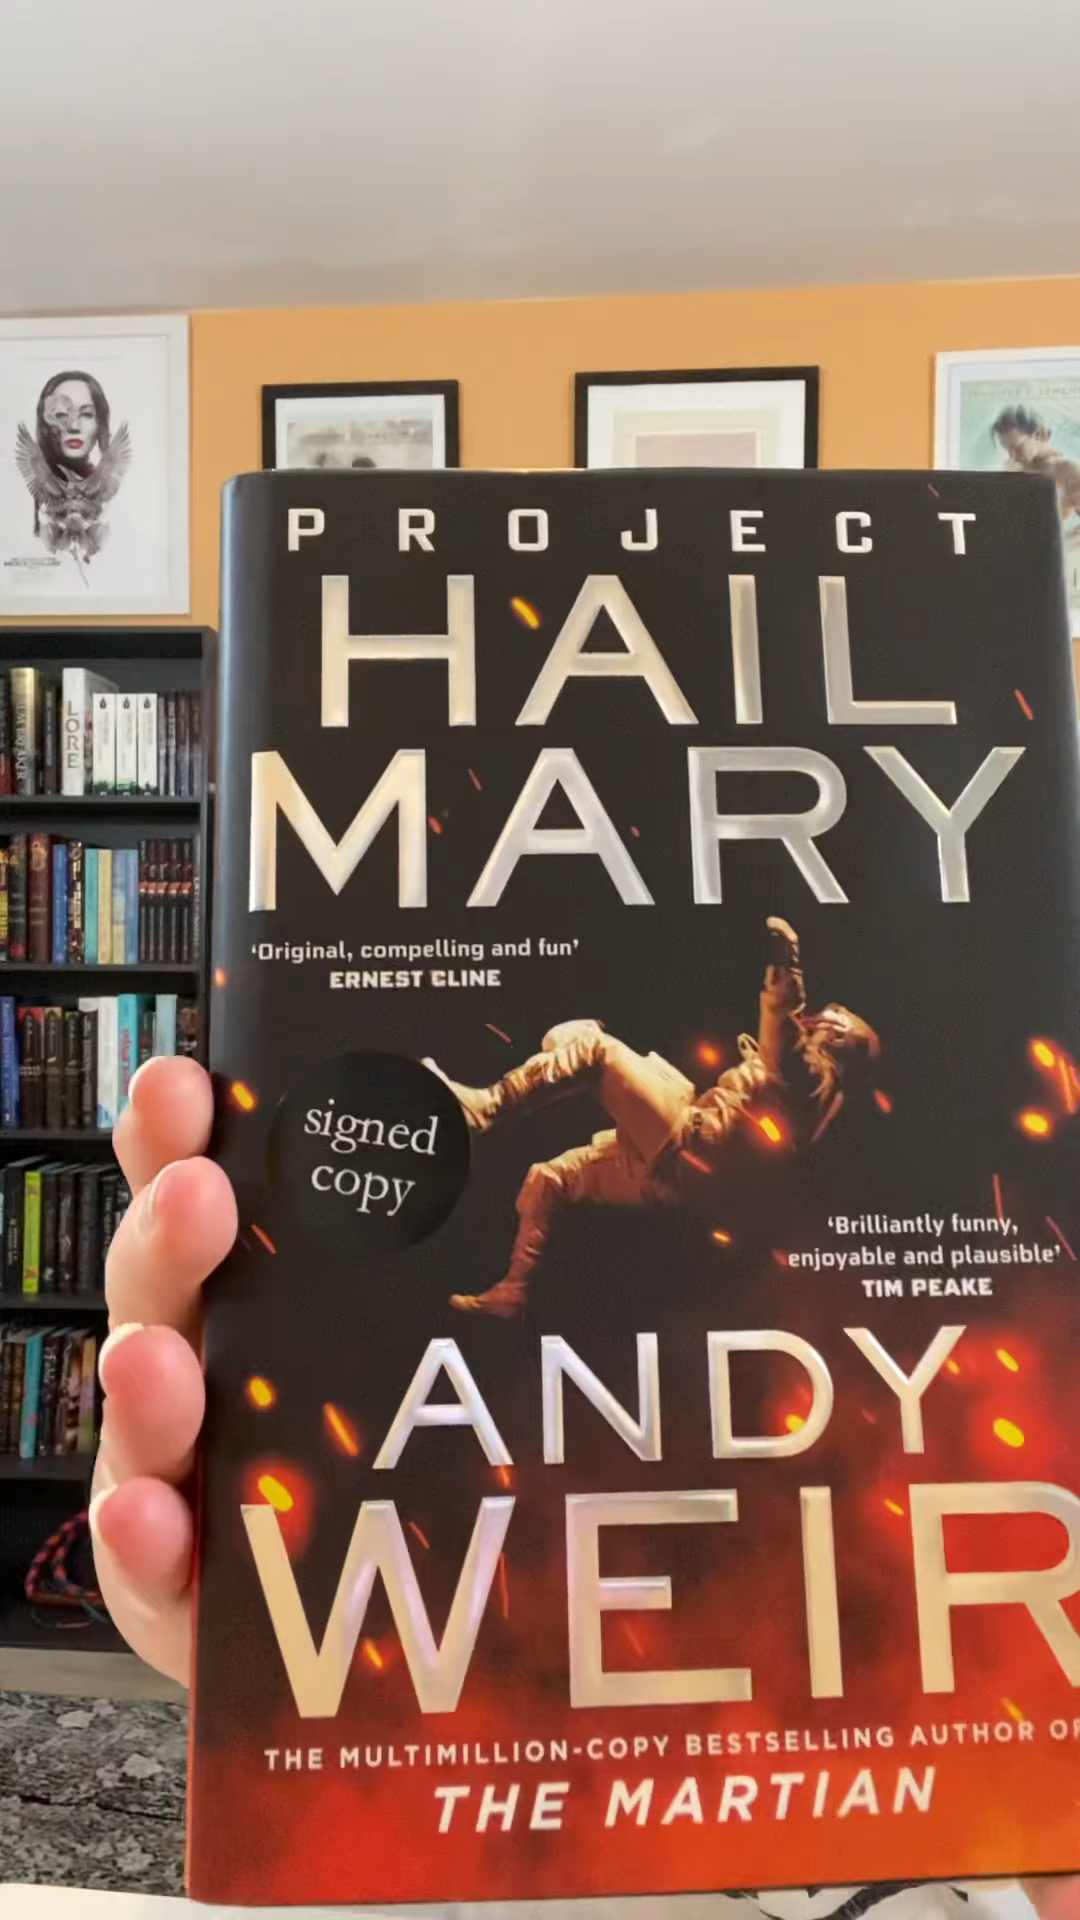 PROJECT
HAIL
MARY
‘Original, compelling and fun’
ERNEST CLINE
signed
copy
‘Brilliantly funny,
enjoyable and plausible’
TIM PEAKE
ANDY
WEIR
THE MULTIMILLION-COPY BESTSELLING AUTHOR OF
THE MARTIAN
LORE